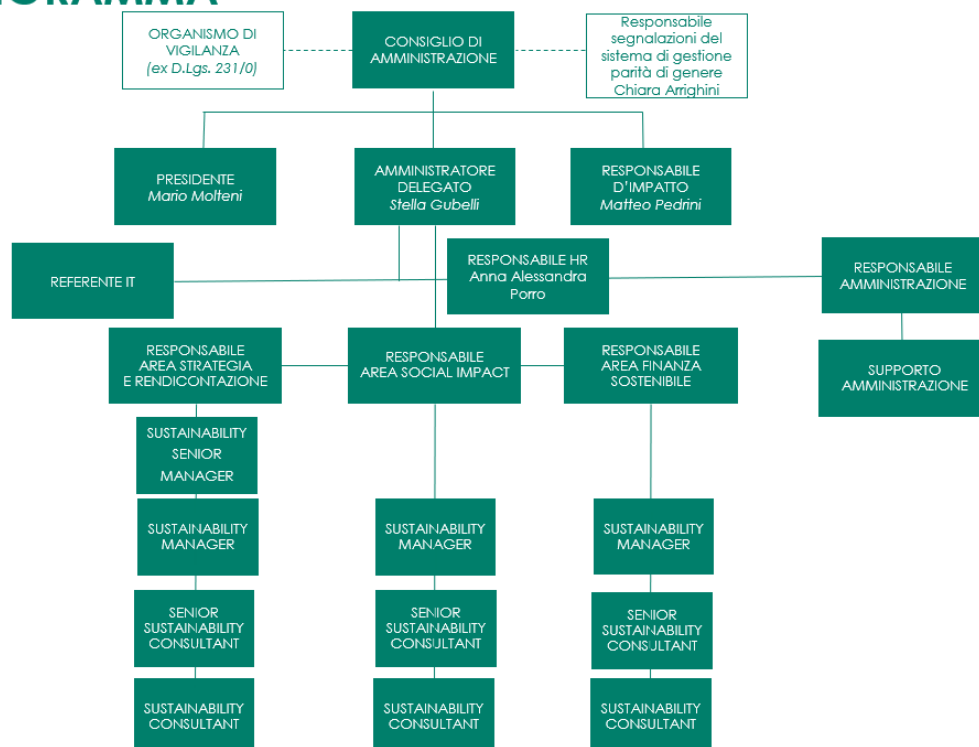 ORGANISMO DI
VIGILANZA
(ex D.Lgs. 231/0)
CONSIGLIO DI
AMMINISTRAZIONE
Responsabile
segnalazioni del
sistema di gestione
parità di genere
Chiara Arrighini
PRESIDENTE
Mario Molteni
AMMINISTRATORE
DELEGATO
Stella Gubelli
RESPONSABILE
D'IMPATTO
Matteo Pedrini
REFERENTE IT
RESPONSABILE HR
Anna Alessandra
Porro
RESPONSABILE
AMMINISTRAZIONE
RESPONSABILE
AREA STRATEGIA
E RENDICONTAZIONE
RESPONSABILE
AREA SOCIAL IMPACT
RESPONSABILE
AREA FINANZA
SOSTENIBILE
SUPPORTO
AMMINISTRAZIONE
SUSTAINABILITY
SENIOR
MANAGER
SUSTAINABILITY
MANAGER
SUSTAINABILITY
MANAGER
SUSTAINABILITY
MANAGER
SENIOR
SUSTAINABILITY
CONSULTANT
SENIOR
SUSTAINABILITY
CONSULTANT
SENIOR
SUSTAINABILITY
CONSULTANT
SUSTAINABILITY
CONSULTANT
SUSTAINABILITY
CONSULTANT
SUSTAINABILITY
CONSULTANT